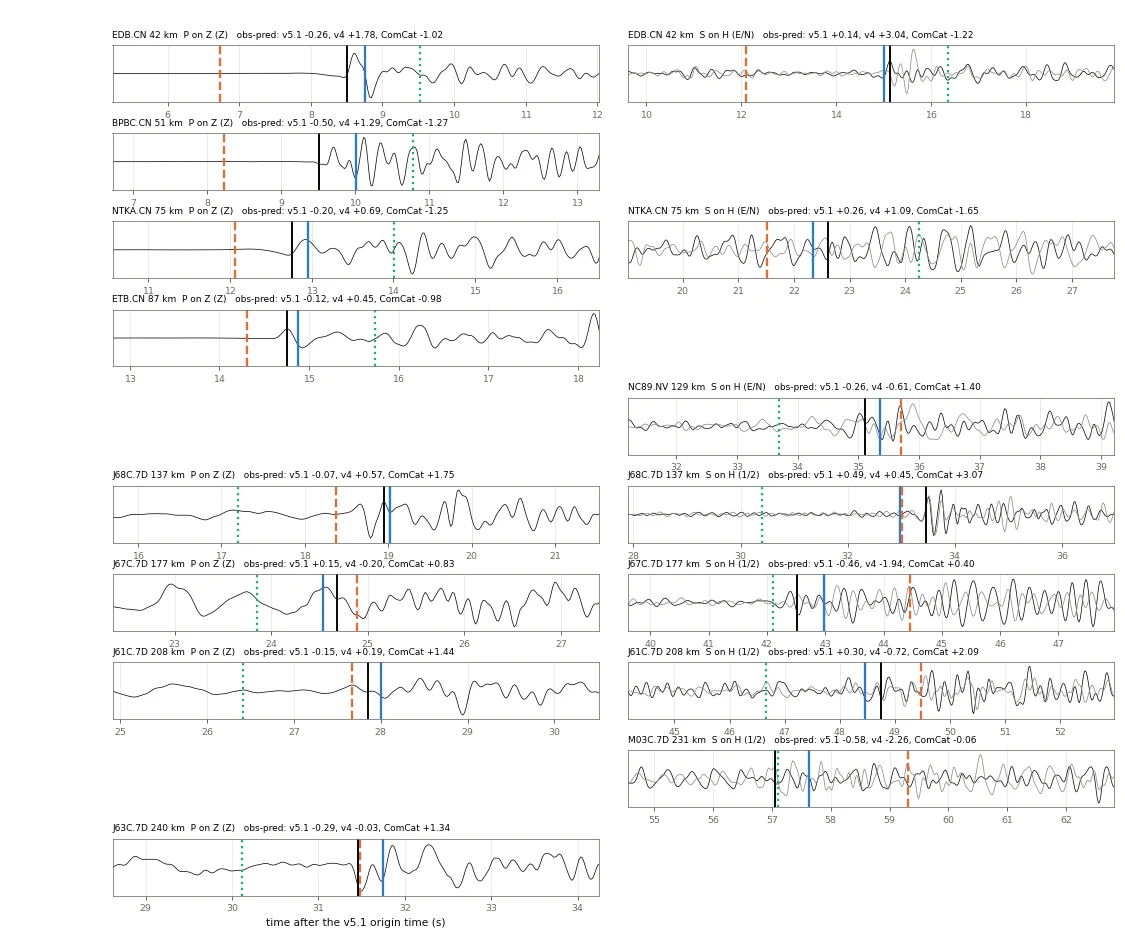 EDB.CN 42 km  P on Z (Z)   obs-pred: v5.1 -0.26, v4 +1.78, ComCat -1.02
6 7 8 9 10 11 12
EDB.CN 42 km  S on H (E/N)   obs-pred: v5.1 +0.14, v4 +3.04, ComCat -1.22
10 12 14 16 18
BPBC.CN 51 km  P on Z (Z)   obs-pred: v5.1 -0.50, v4 +1.29, ComCat -1.27
7 8 9 10 11 12 13
NTKA.CN 75 km  P on Z (Z)   obs-pred: v5.1 -0.20, v4 +0.69, ComCat -1.25
11 12 13 14 15 16
NTKA.CN 75 km  S on H (E/N)   obs-pred: v5.1 +0.26, v4 +1.09, ComCat -1.65
20 21 22 23 24 25 26 27
ETB.CN 87 km  P on Z (Z)   obs-pred: v5.1 -0.12, v4 +0.45, ComCat -0.98
13 14 15 16 17 18
NC89.NV 129 km  S on H (E/N)   obs-pred: v5.1 -0.26, v4 -0.61, ComCat +1.40
32 33 34 35 36 37 38 39
J68C.7D 137 km  P on Z (Z)   obs-pred: v5.1 -0.07, v4 +0.57, ComCat +1.75
16 17 18 19 20 21
J68C.7D 137 km  S on H (1/2)   obs-pred: v5.1 +0.49, v4 +0.45, ComCat +3.07
28 30 32 34 36
J67C.7D 177 km  P on Z (Z)   obs-pred: v5.1 +0.15, v4 -0.20, ComCat +0.83
23 24 25 26 27
J67C.7D 177 km  S on H (1/2)   obs-pred: v5.1 -0.46, v4 -1.94, ComCat +0.40
40 41 42 43 44 45 46 47
J61C.7D 208 km  P on Z (Z)   obs-pred: v5.1 -0.15, v4 +0.19, ComCat +1.44
25 26 27 28 29 30
J61C.7D 208 km  S on H (1/2)   obs-pred: v5.1 +0.30, v4 -0.72, ComCat +2.09
45 46 47 48 49 50 51 52
M03C.7D 231 km  S on H (1/2)   obs-pred: v5.1 -0.58, v4 -2.26, ComCat -0.06
55 56 57 58 59 60 61 62
J63C.7D 240 km  P on Z (Z)   obs-pred: v5.1 -0.29, v4 -0.03, ComCat +1.34
29 30 31 32 33 34
time after the v5.1 origin time (s)